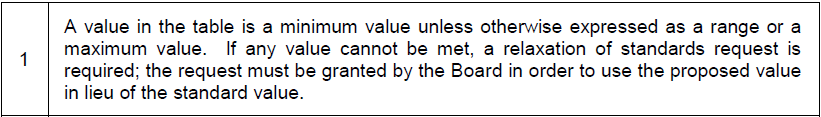 1
A value in the table is a minimum value unless otherwise expressed as a range or a
maximum value. If any value cannot be met, a relaxation of standards request is
required; the request must be granted by the Board in order to use the proposed value
in lieu of the standard value.